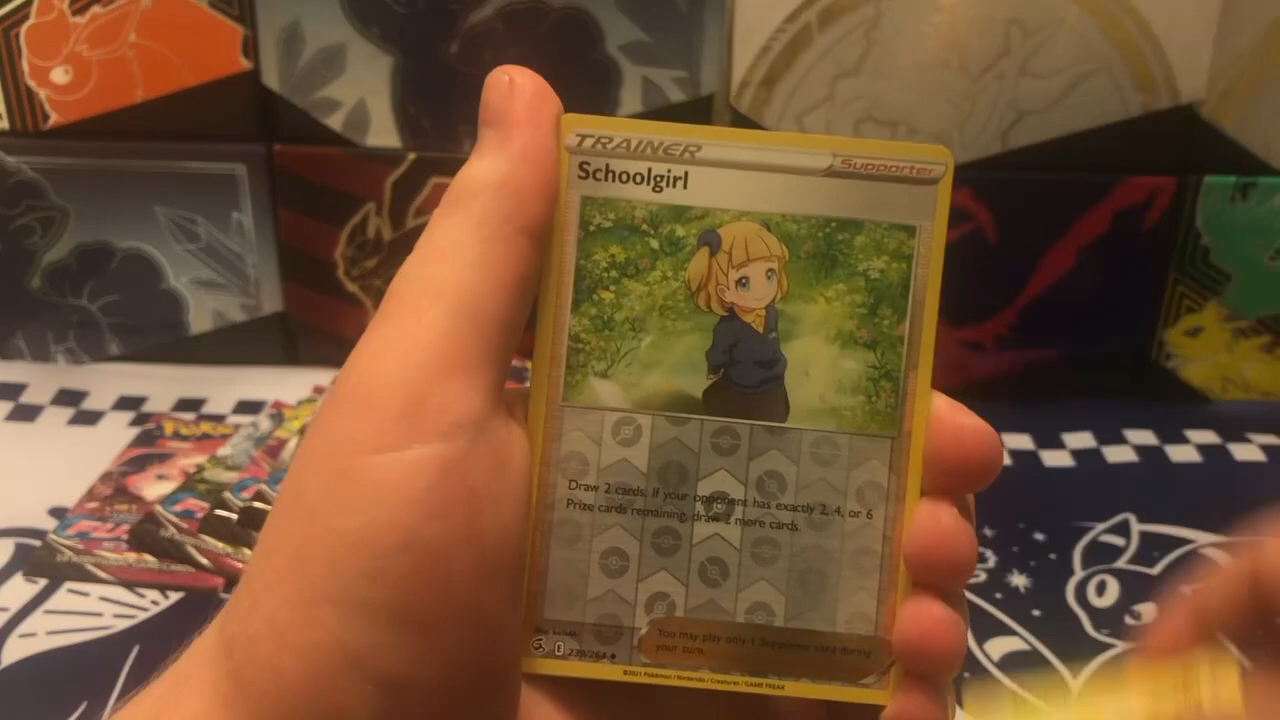 TRAINER
Supporter
Schoolgirl
Draw 2 cards. If your opponent has exactly 2, 4, or 6
Prize cards remaining, draw 2 more cards.
You may play only 1 Supporter card during
your turn.
E 239/264
©2021 Pokémon / Nintendo / Creatures / GAME FREAK